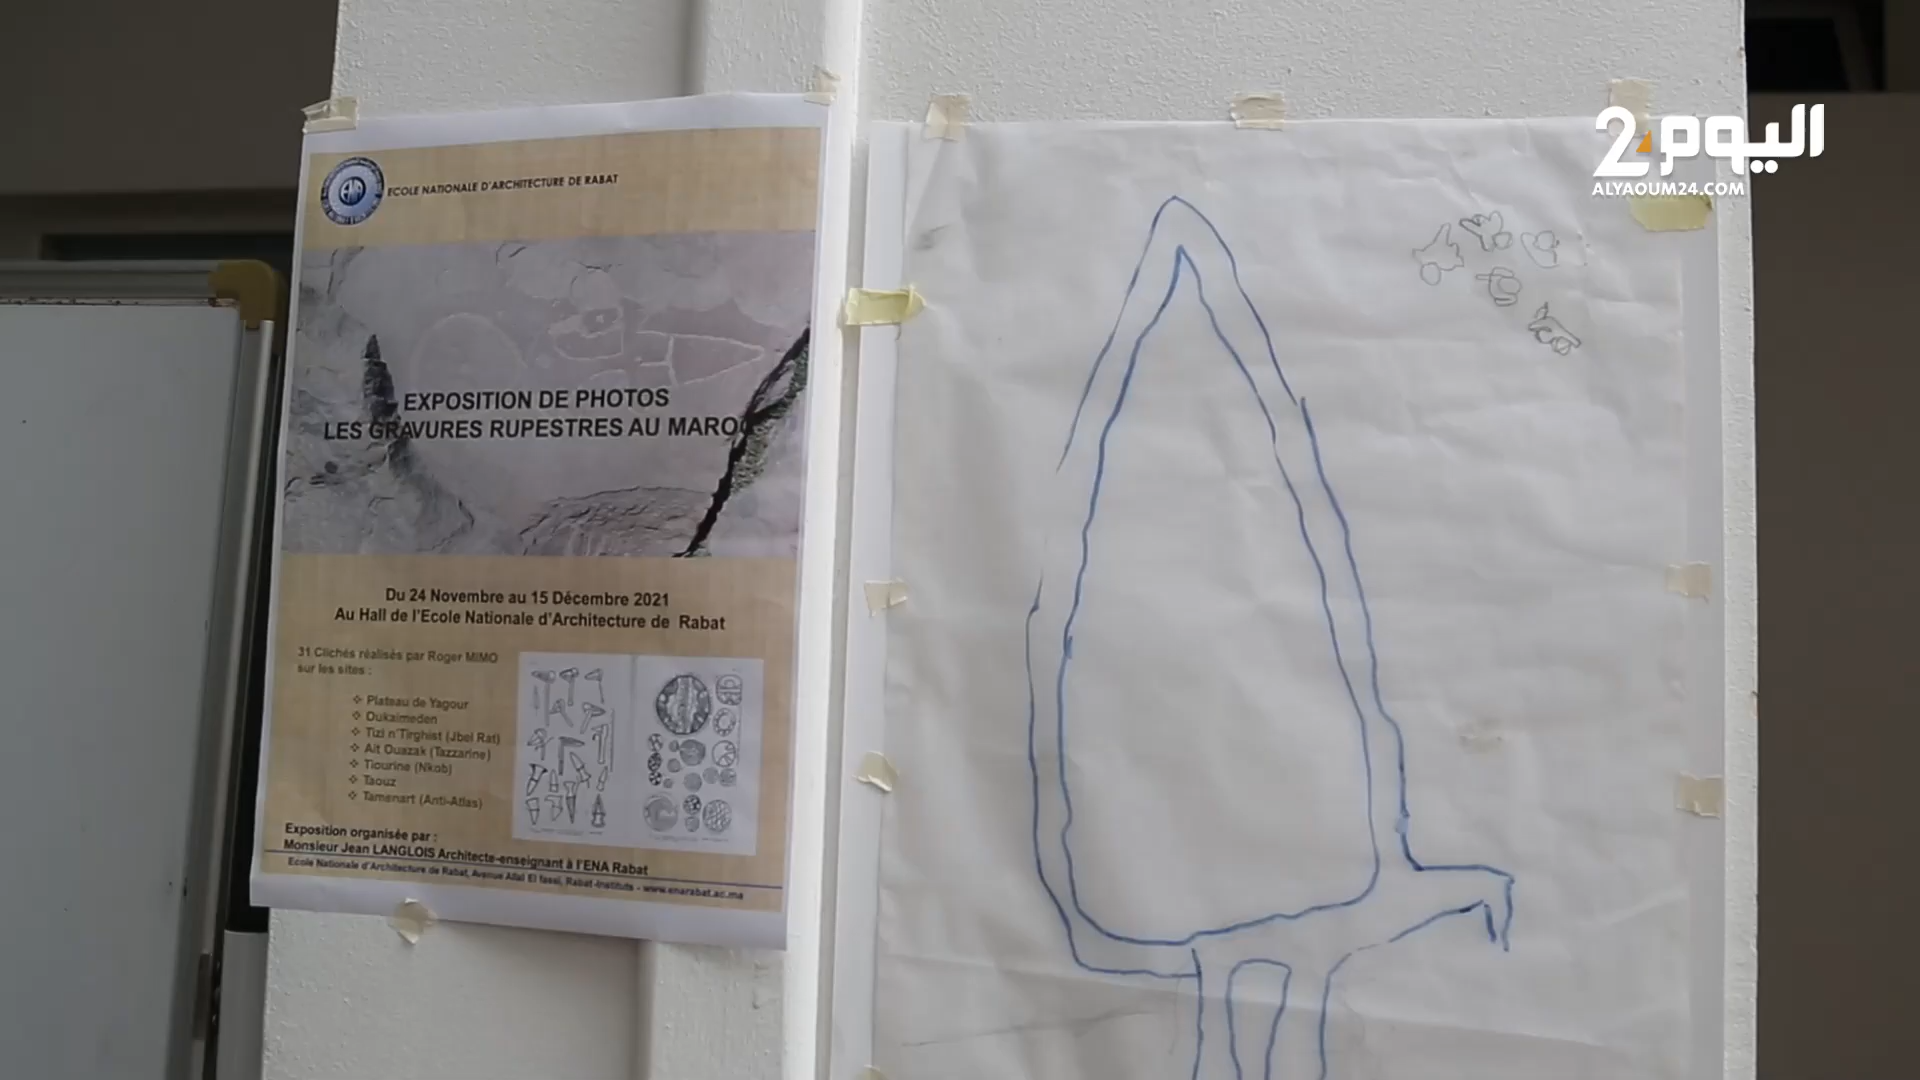 اليوم 24
ALYAOUM24.COM
ENA
ECOLE NATIONALE D'ARCHITECTURE DE RABAT
EXPOSITION DE PHOTOS
LES GRAVURES RUPESTRES AU MAROC
Du 24 Novembre au 15 Décembre 2021
Au Hall de l'Ecole Nationale d'Architecture de Rabat
31 Clichés réalisés par Roger MIMO
sur les sites :
❖ Plateau de Yagour
❖ Oukaimeden
❖ Tizi n'Tirghist (Jbel Rat)
❖ Ait Ouazak (Tazzarine)
❖ Tiourine (Nkob)
❖ Taouz
❖ Tamanart (Anti-Atlas)
Exposition organisée par :
Monsieur Jean LANGLOIS Architecte-enseignant à l'ENA Rabat
Ecole Nationale d'Architecture de Rabat, Avenue Allal El fassi, Rabat-Instituts - www.enarabat.ac.ma